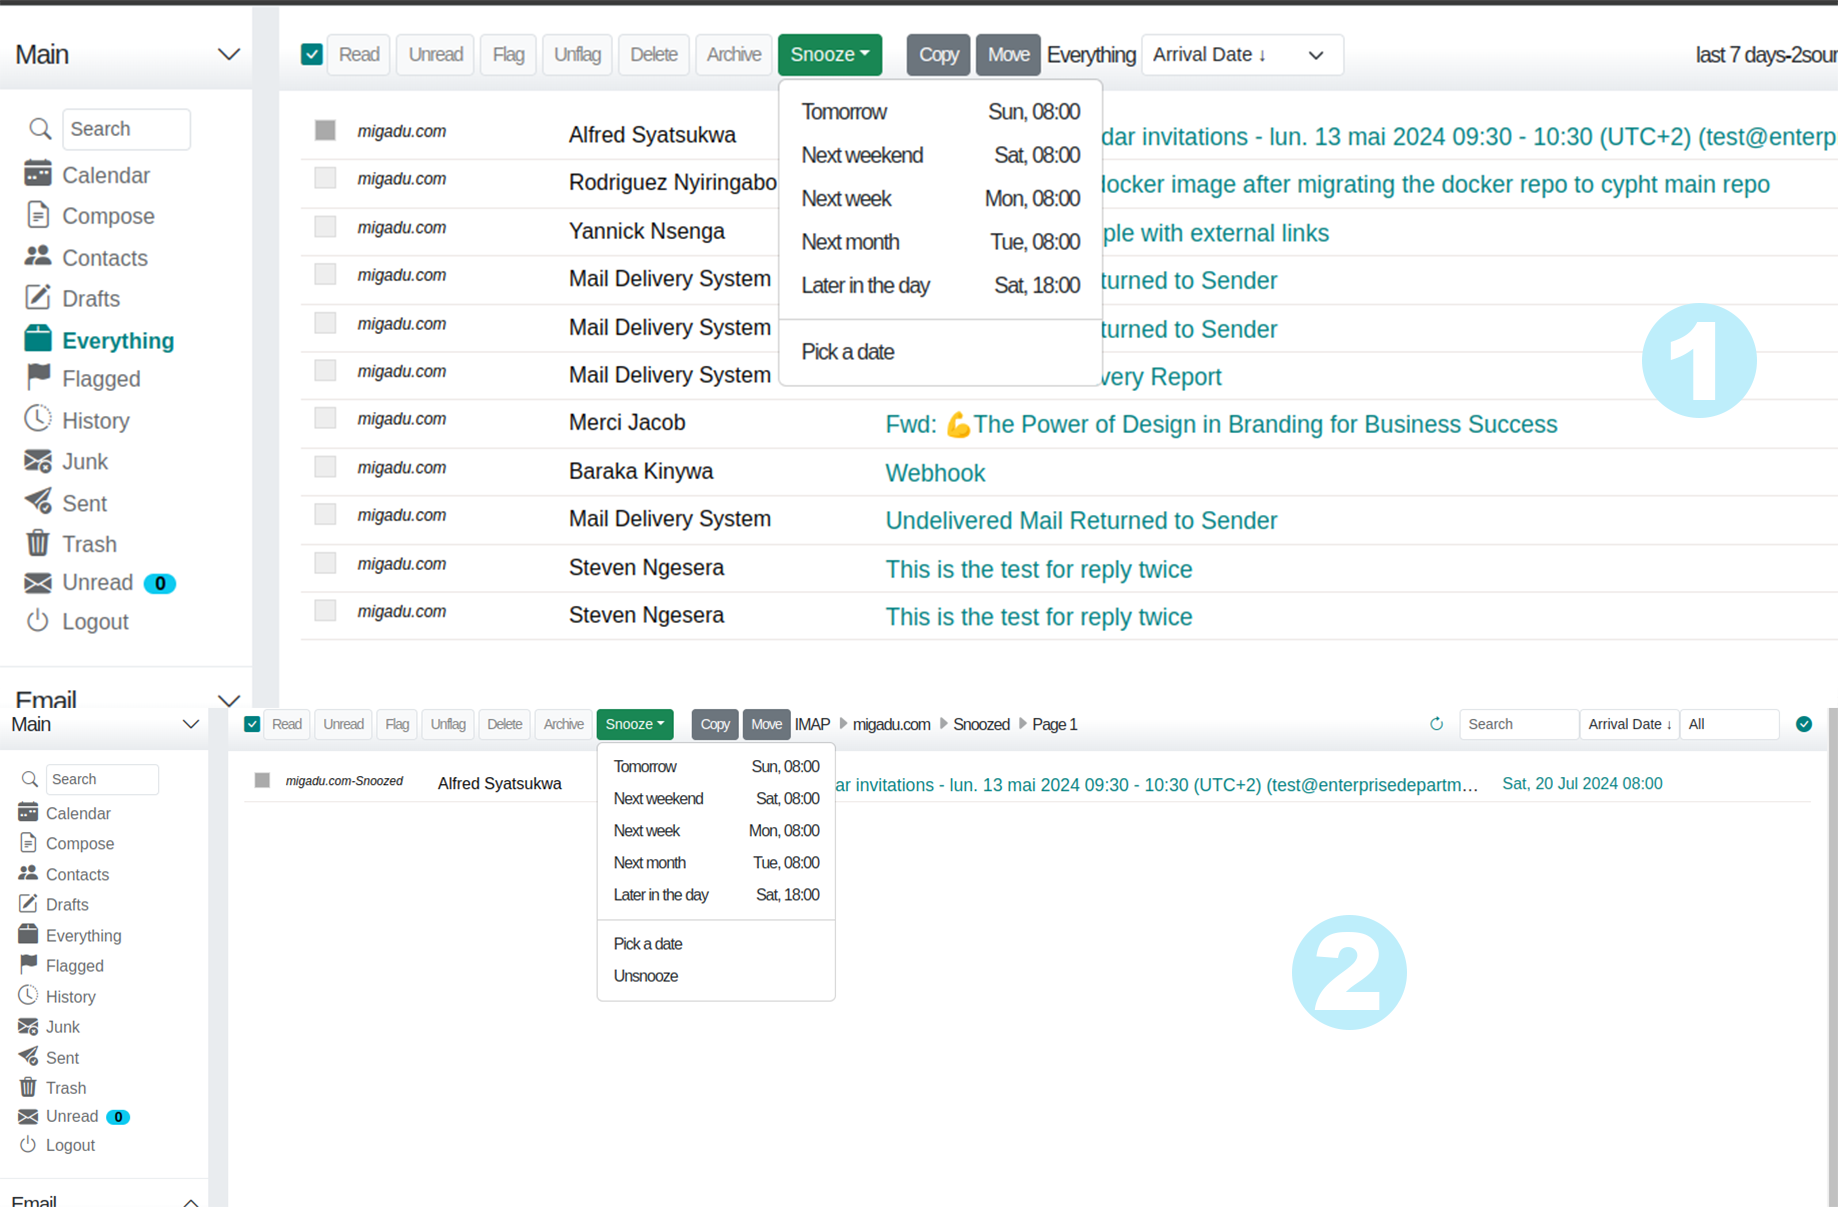 Main
Read Unread Flag Unflag Delete Archive Snooze Copy Move Everything Arrival Date ↓ last 7 days-2sour
Search
Calendar
Compose
Contacts
Drafts
Everything
Flagged
History
Junk
Sent
Trash
Unread 0
Logout
Email
Tomorrow Sun, 08:00
Next weekend Sat, 08:00
Next week Mon, 08:00
Next month Tue, 08:00
Later in the day Sat, 18:00
Pick a date
migadu.com Alfred Syatsukwa dar invitations - lun. 13 mai 2024 09:30 - 10:30 (UTC+2) (test@enterp
migadu.com Rodriguez Nyiringabo docker image after migrating the docker repo to cypht main repo
migadu.com Yannick Nsenga ple with external links
migadu.com Mail Delivery System turned to Sender
migadu.com Mail Delivery System turned to Sender
migadu.com Mail Delivery System very Report
migadu.com Merci Jacob Fwd: 💪The Power of Design in Branding for Business Success
migadu.com Baraka Kinywa Webhook
migadu.com Mail Delivery System Undelivered Mail Returned to Sender
migadu.com Steven Ngesera This is the test for reply twice
migadu.com Steven Ngesera This is the test for reply twice
1
Main
Read Unread Flag Unflag Delete Archive Snooze Copy Move IMAP migadu.com Snoozed Page 1 Search Arrival Date ↓ All
Search
Calendar
Compose
Contacts
Drafts
Everything
Flagged
History
Junk
Sent
Trash
Unread 0
Logout
Email
migadu.com-Snoozed Alfred Syatsukwa ar invitations - lun. 13 mai 2024 09:30 - 10:30 (UTC+2) (test@enterprisedepartm... Sat, 20 Jul 2024 08:00
Tomorrow Sun, 08:00
Next weekend Sat, 08:00
Next week Mon, 08:00
Next month Tue, 08:00
Later in the day Sat, 18:00
Pick a date
Unsnooze
2